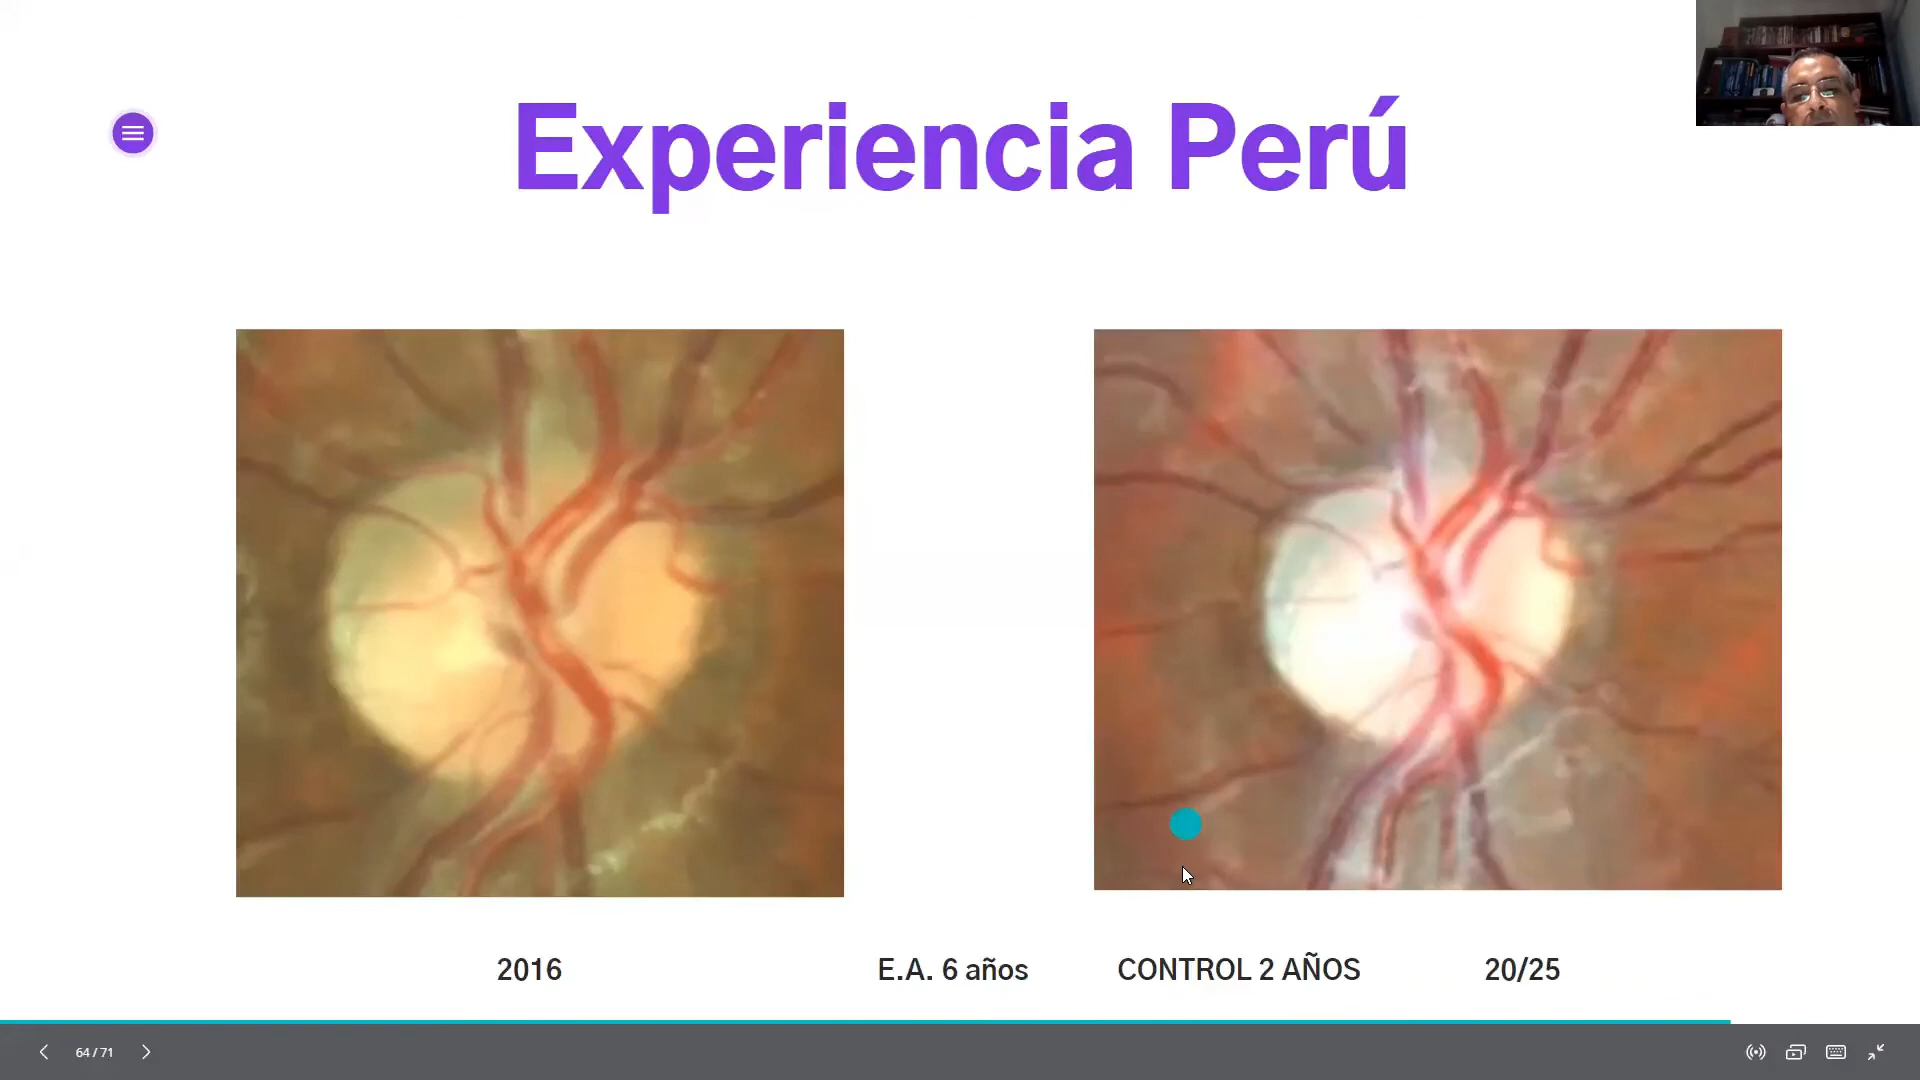 Experiencia Perú
2016
E.A. 6 años
CONTROL 2 AÑOS
20/25
64 / 71